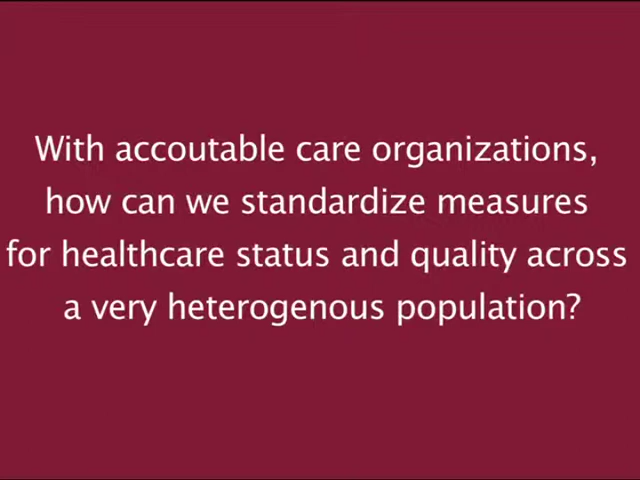 With accoutable care organizations,
how can we standardize measures
for healthcare status and quality across
a very heterogenous population?